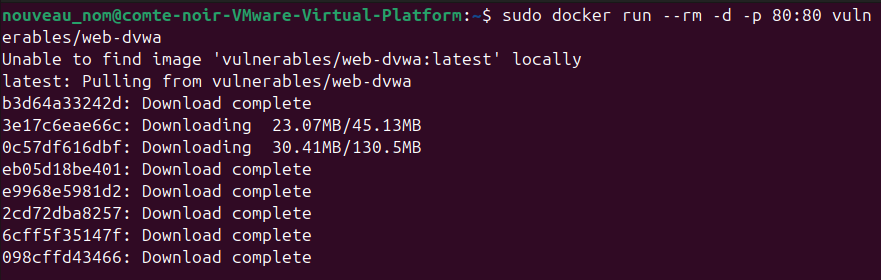 nouveau_nom@comte-noir-VMware-Virtual-Platform:~$ sudo docker run --rm -d -p 80:80 vuln
erables/web-dvwa
Unable to find image 'vulnerables/web-dvwa:latest' locally
latest: Pulling from vulnerables/web-dvwa
b3d64a33242d: Download complete
3e17c6eae66c: Downloading  23.07MB/45.13MB
0c57df616dbf: Downloading  30.41MB/130.5MB
eb05d18be401: Download complete
e9968e5981d2: Download complete
2cd72dba8257: Download complete
6cff5f35147f: Download complete
098cffd43466: Download complete